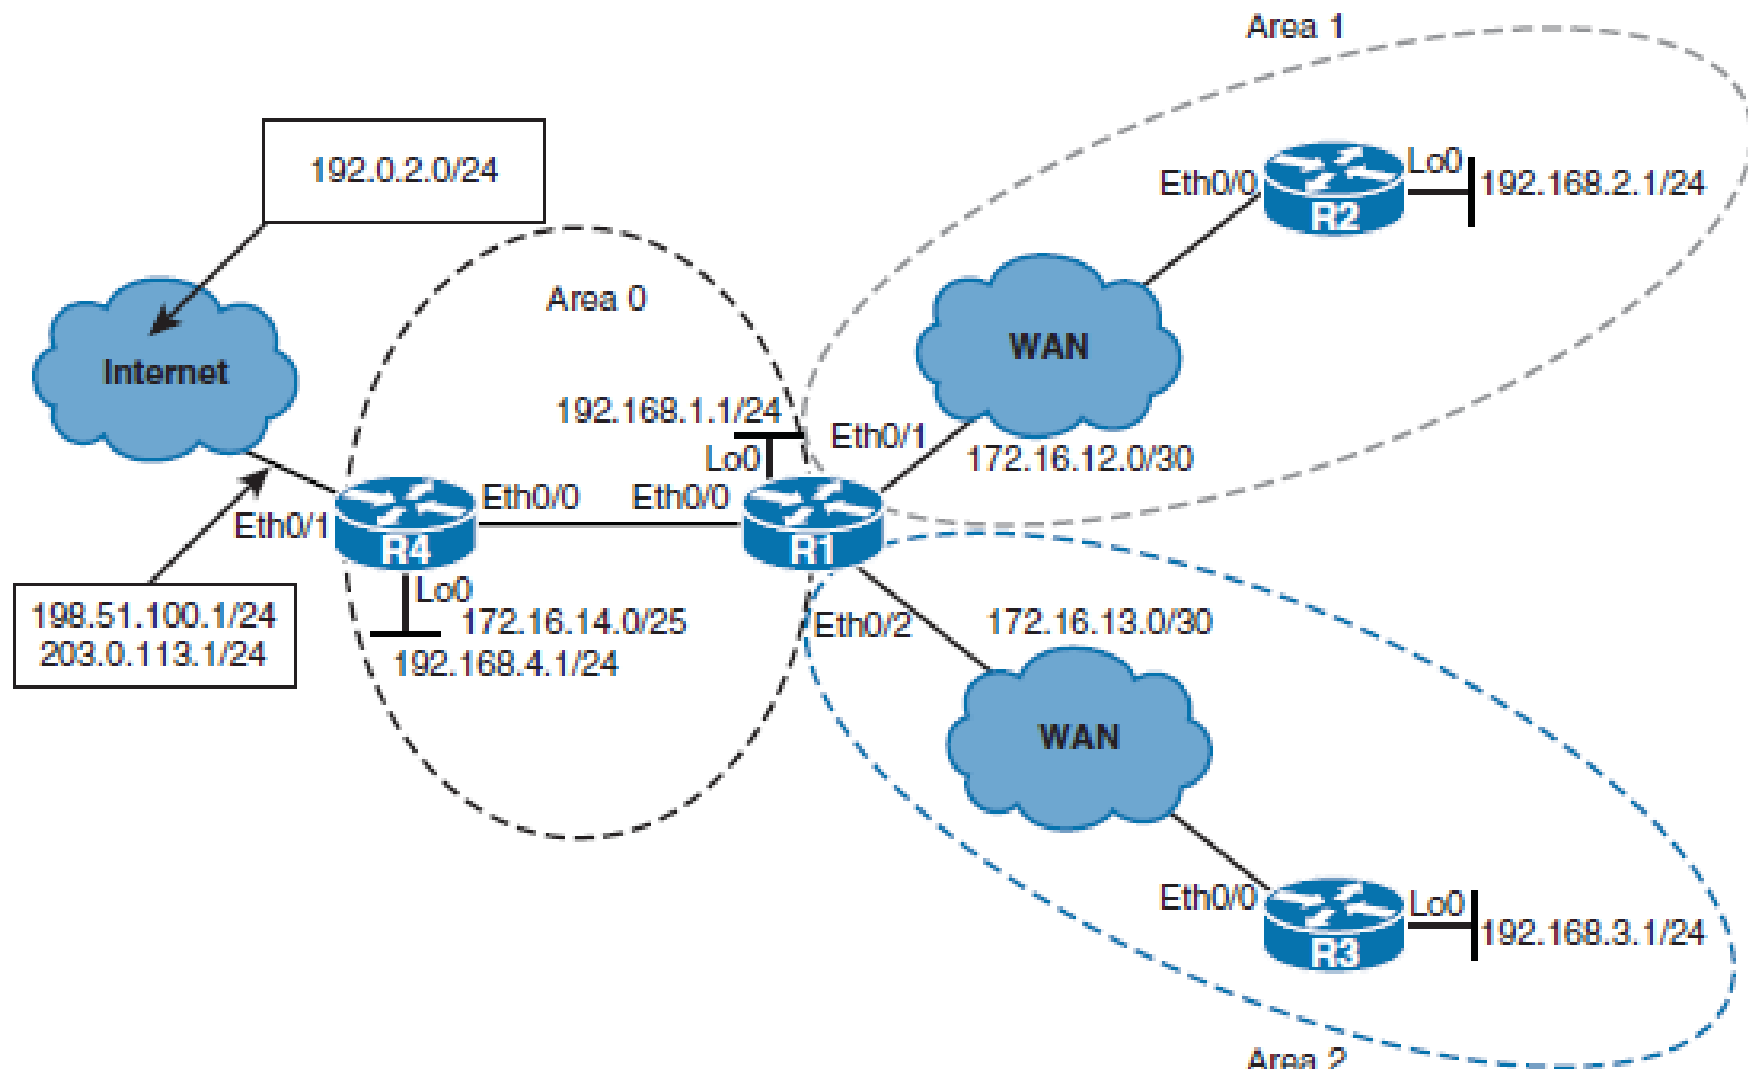 Area 1
192.0.2.0/24
Lo0
Eth0/0
192.168.2.1/24
R2
Area 0
WAN
Internet
192.168.1.1/24
Eth0/1
Lo0
172.16.12.0/30
Eth0/0
Eth0/0
Eth0/1
R4
R1
Lo0
198.51.100.1/24
203.0.113.1/24
172.16.14.0/25
192.168.4.1/24
Eth0/2
172.16.13.0/30
WAN
Eth0/0
Lo0
192.168.3.1/24
R3
Area 2